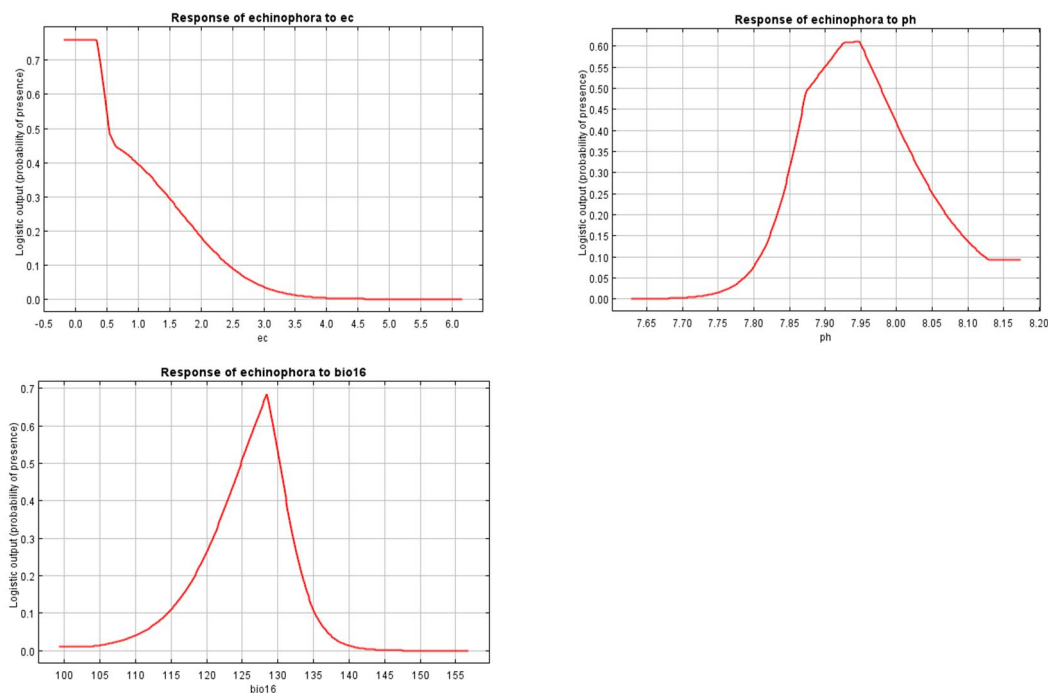 Response of echinophora to ec
Logistic output (probability of presence)
0.7
0.6
0.5
0.4
0.3
0.2
0.1
0.0
-0.5 0.0 0.5 1.0 1.5 2.0 2.5 3.0 3.5 4.0 4.5 5.0 5.5 6.0
ec
Response of echinophora to ph
Logistic output (probability of presence)
0.60
0.55
0.50
0.45
0.40
0.35
0.30
0.25
0.20
0.15
0.10
0.05
0.00
7.65 7.70 7.75 7.80 7.85 7.90 7.95 8.00 8.05 8.10 8.15 8.20
ph
Response of echinophora to bio16
Logistic output (probability of presence)
0.7
0.6
0.5
0.4
0.3
0.2
0.1
0.0
100 105 110 115 120 125 130 135 140 145 150 155
bio16